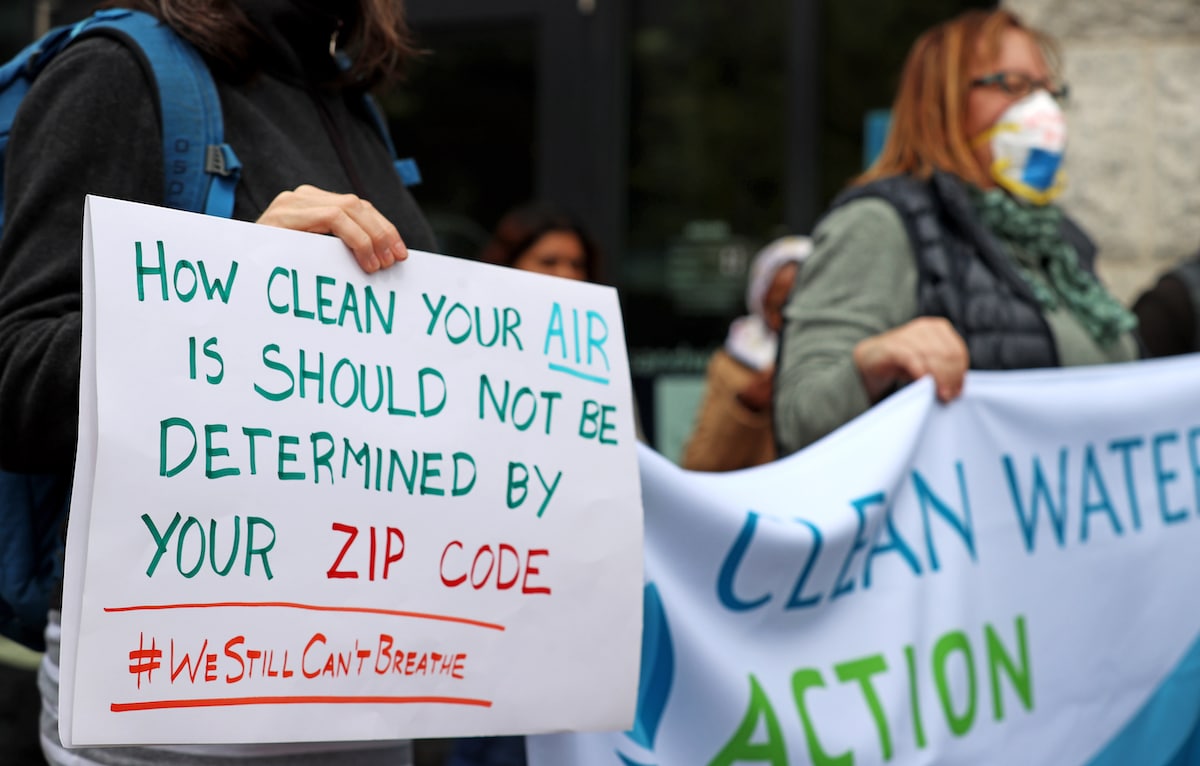 HOW CLEAN YOUR AIR
IS SHOULD NOT BE
DETERMINED BY
YOUR ZIP CODE
#WESTILLCAN'TBREATHE
CLEAN WATER
ACTION